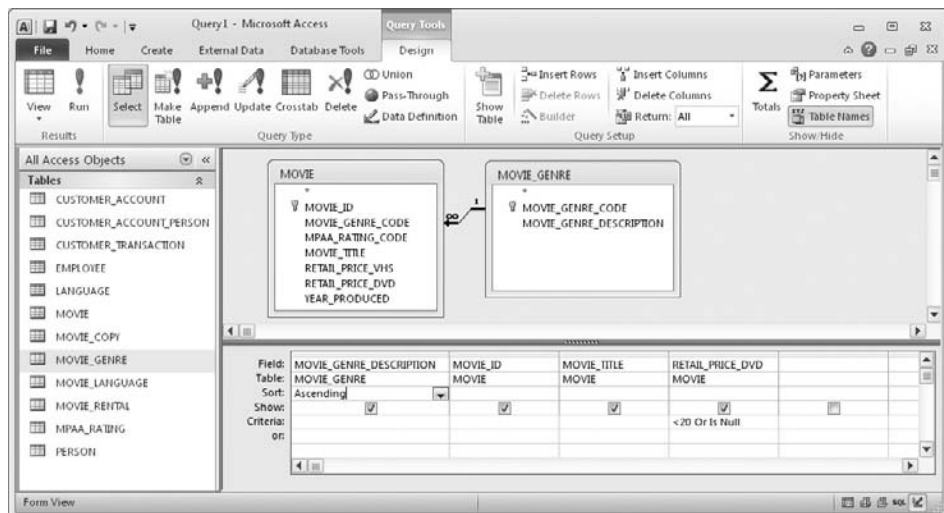 Query1 - Microsoft Access
Query Tools
File Home Create External Data Database Tools Design
View
Run
Select
Make Table
Append
Update
Crosstab
Delete
Union
Pass-Through
Data Definition
Show Table
Insert Rows
Delete Rows
Builder
Insert Columns
Delete Columns
Return: All
Totals
Parameters
Property Sheet
Table Names
Results
Query Type
Query Setup
Show/Hide
All Access Objects
Tables
CUSTOMER_ACCOUNT
CUSTOMER_ACCOUNT_PERSON
CUSTOMER_TRANSACTION
EMPLOYEE
LANGUAGE
MOVIE
MOVIE_COPY
MOVIE_GENRE
MOVIE_LANGUAGE
MOVIE_RENTAL
MPAA_RATING
PERSON
MOVIE
*
MOVIE_ID
MOVIE_GENRE_CODE
MPAA_RATING_CODE
MOVIE_TITLE
RETAIL_PRICE_VHS
RETAIL_PRICE_DVD
YEAR_PRODUCED
∞
1
MOVIE_GENRE
*
MOVIE_GENRE_CODE
MOVIE_GENRE_DESCRIPTION
Field: MOVIE_GENRE_DESCRIPTION MOVIE_ID MOVIE_TITLE RETAIL_PRICE_DVD
Table: MOVIE_GENRE MOVIE MOVIE MOVIE
Sort: Ascending
Show:
Criteria: <20 Or Is Null
or:
Form View
SQL